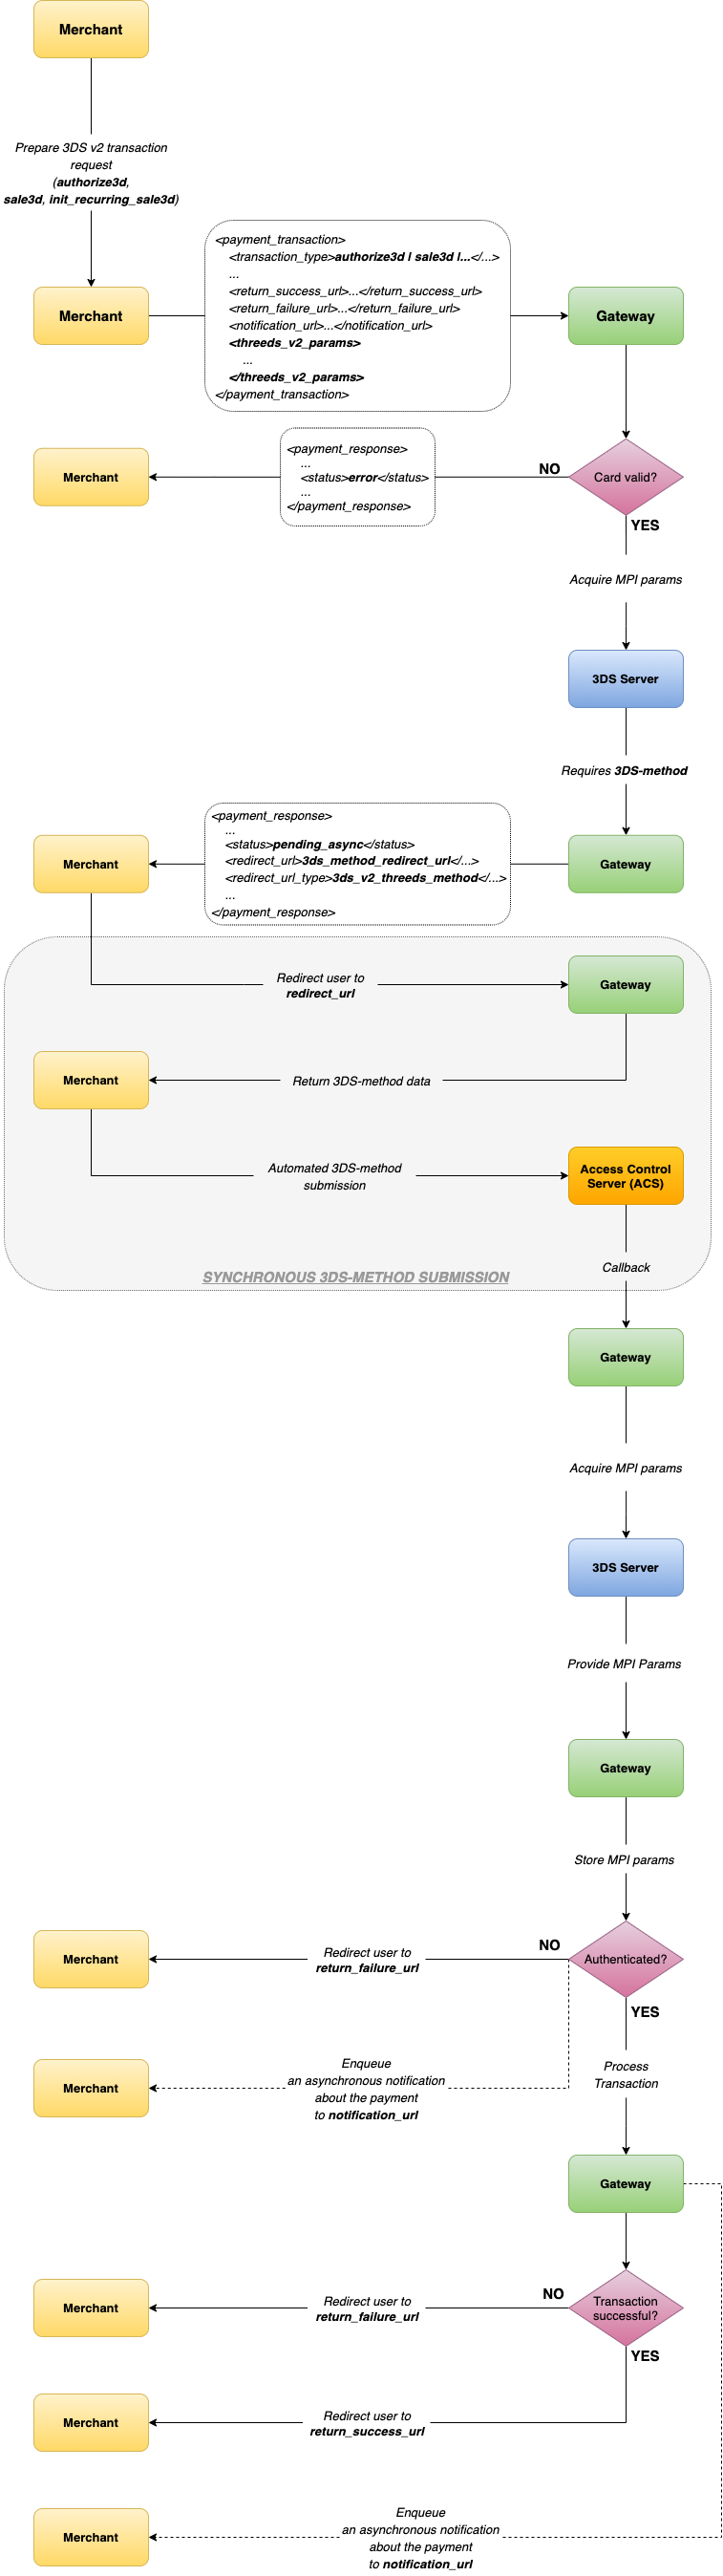 Merchant
Prepare 3DS v2 transaction
request
(authorize3d,
sale3d, init_recurring_sale3d)
<payment_transaction>
<transaction_type>authorize3d | sale3d |...</...>
...
<return_success_url>...</return_success_url>
<return_failure_url>...</return_failure_url>
<notification_url>...</notification_url>
<threeds_v2_params>
...
</threeds_v2_params>
</payment_transaction>
Merchant
Gateway
<payment_response>
...
<status>error</status>
...
</payment_response>
Merchant
NO
Card valid?
YES
Acquire MPI params
3DS Server
Requires 3DS-method
<payment_response>
...
<status>pending_async</status>
<redirect_url>3ds_method_redirect_url</...>
<redirect_url_type>3ds_v2_threeds_method</...>
...
</payment_response>
Merchant
Gateway
Redirect user to
redirect_url
Gateway
Merchant
Return 3DS-method data
Automated 3DS-method
submission
Access Control
Server (ACS)
Callback
SYNCHRONOUS 3DS-METHOD SUBMISSION
Gateway
Acquire MPI params
3DS Server
Provide MPI Params
Gateway
Store MPI params
Merchant
Redirect user to
return_failure_url
NO
Authenticated?
YES
Merchant
Enqueue
an asynchronous notification
about the payment
to notification_url
Process
Transaction
Gateway
Merchant
Redirect user to
return_failure_url
NO
Transaction
successful?
YES
Merchant
Redirect user to
return_success_url
Merchant
Enqueue
an asynchronous notification
about the payment
to notification_url